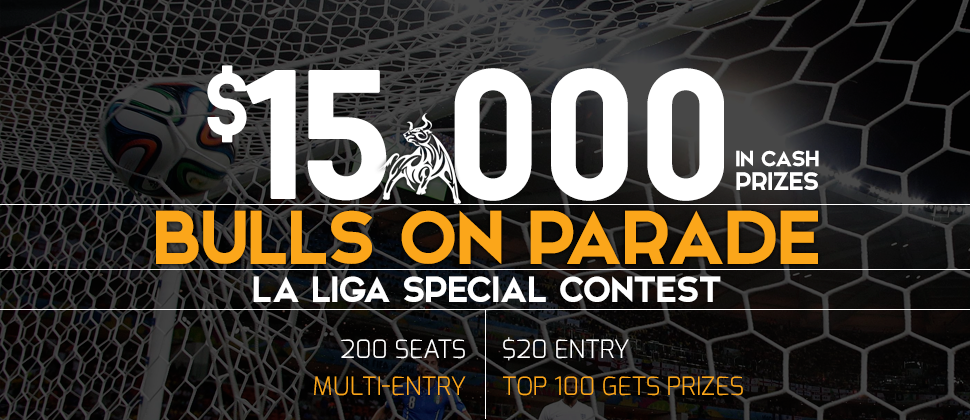 $15,000
IN CASH
PRIZES
BULLS ON PARADE
LA LIGA SPECIAL CONTEST
200 SEATS
MULTI-ENTRY
$20 ENTRY
TOP 100 GETS PRIZES